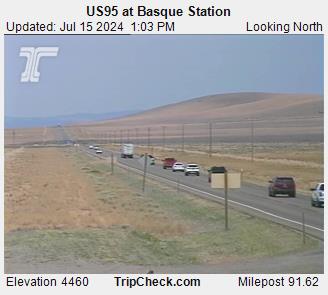 US95 at Basque Station
Updated: Jul 15 2024 1:03 PM Looking North
Elevation 4460 TripCheck.com Milepost 91.62